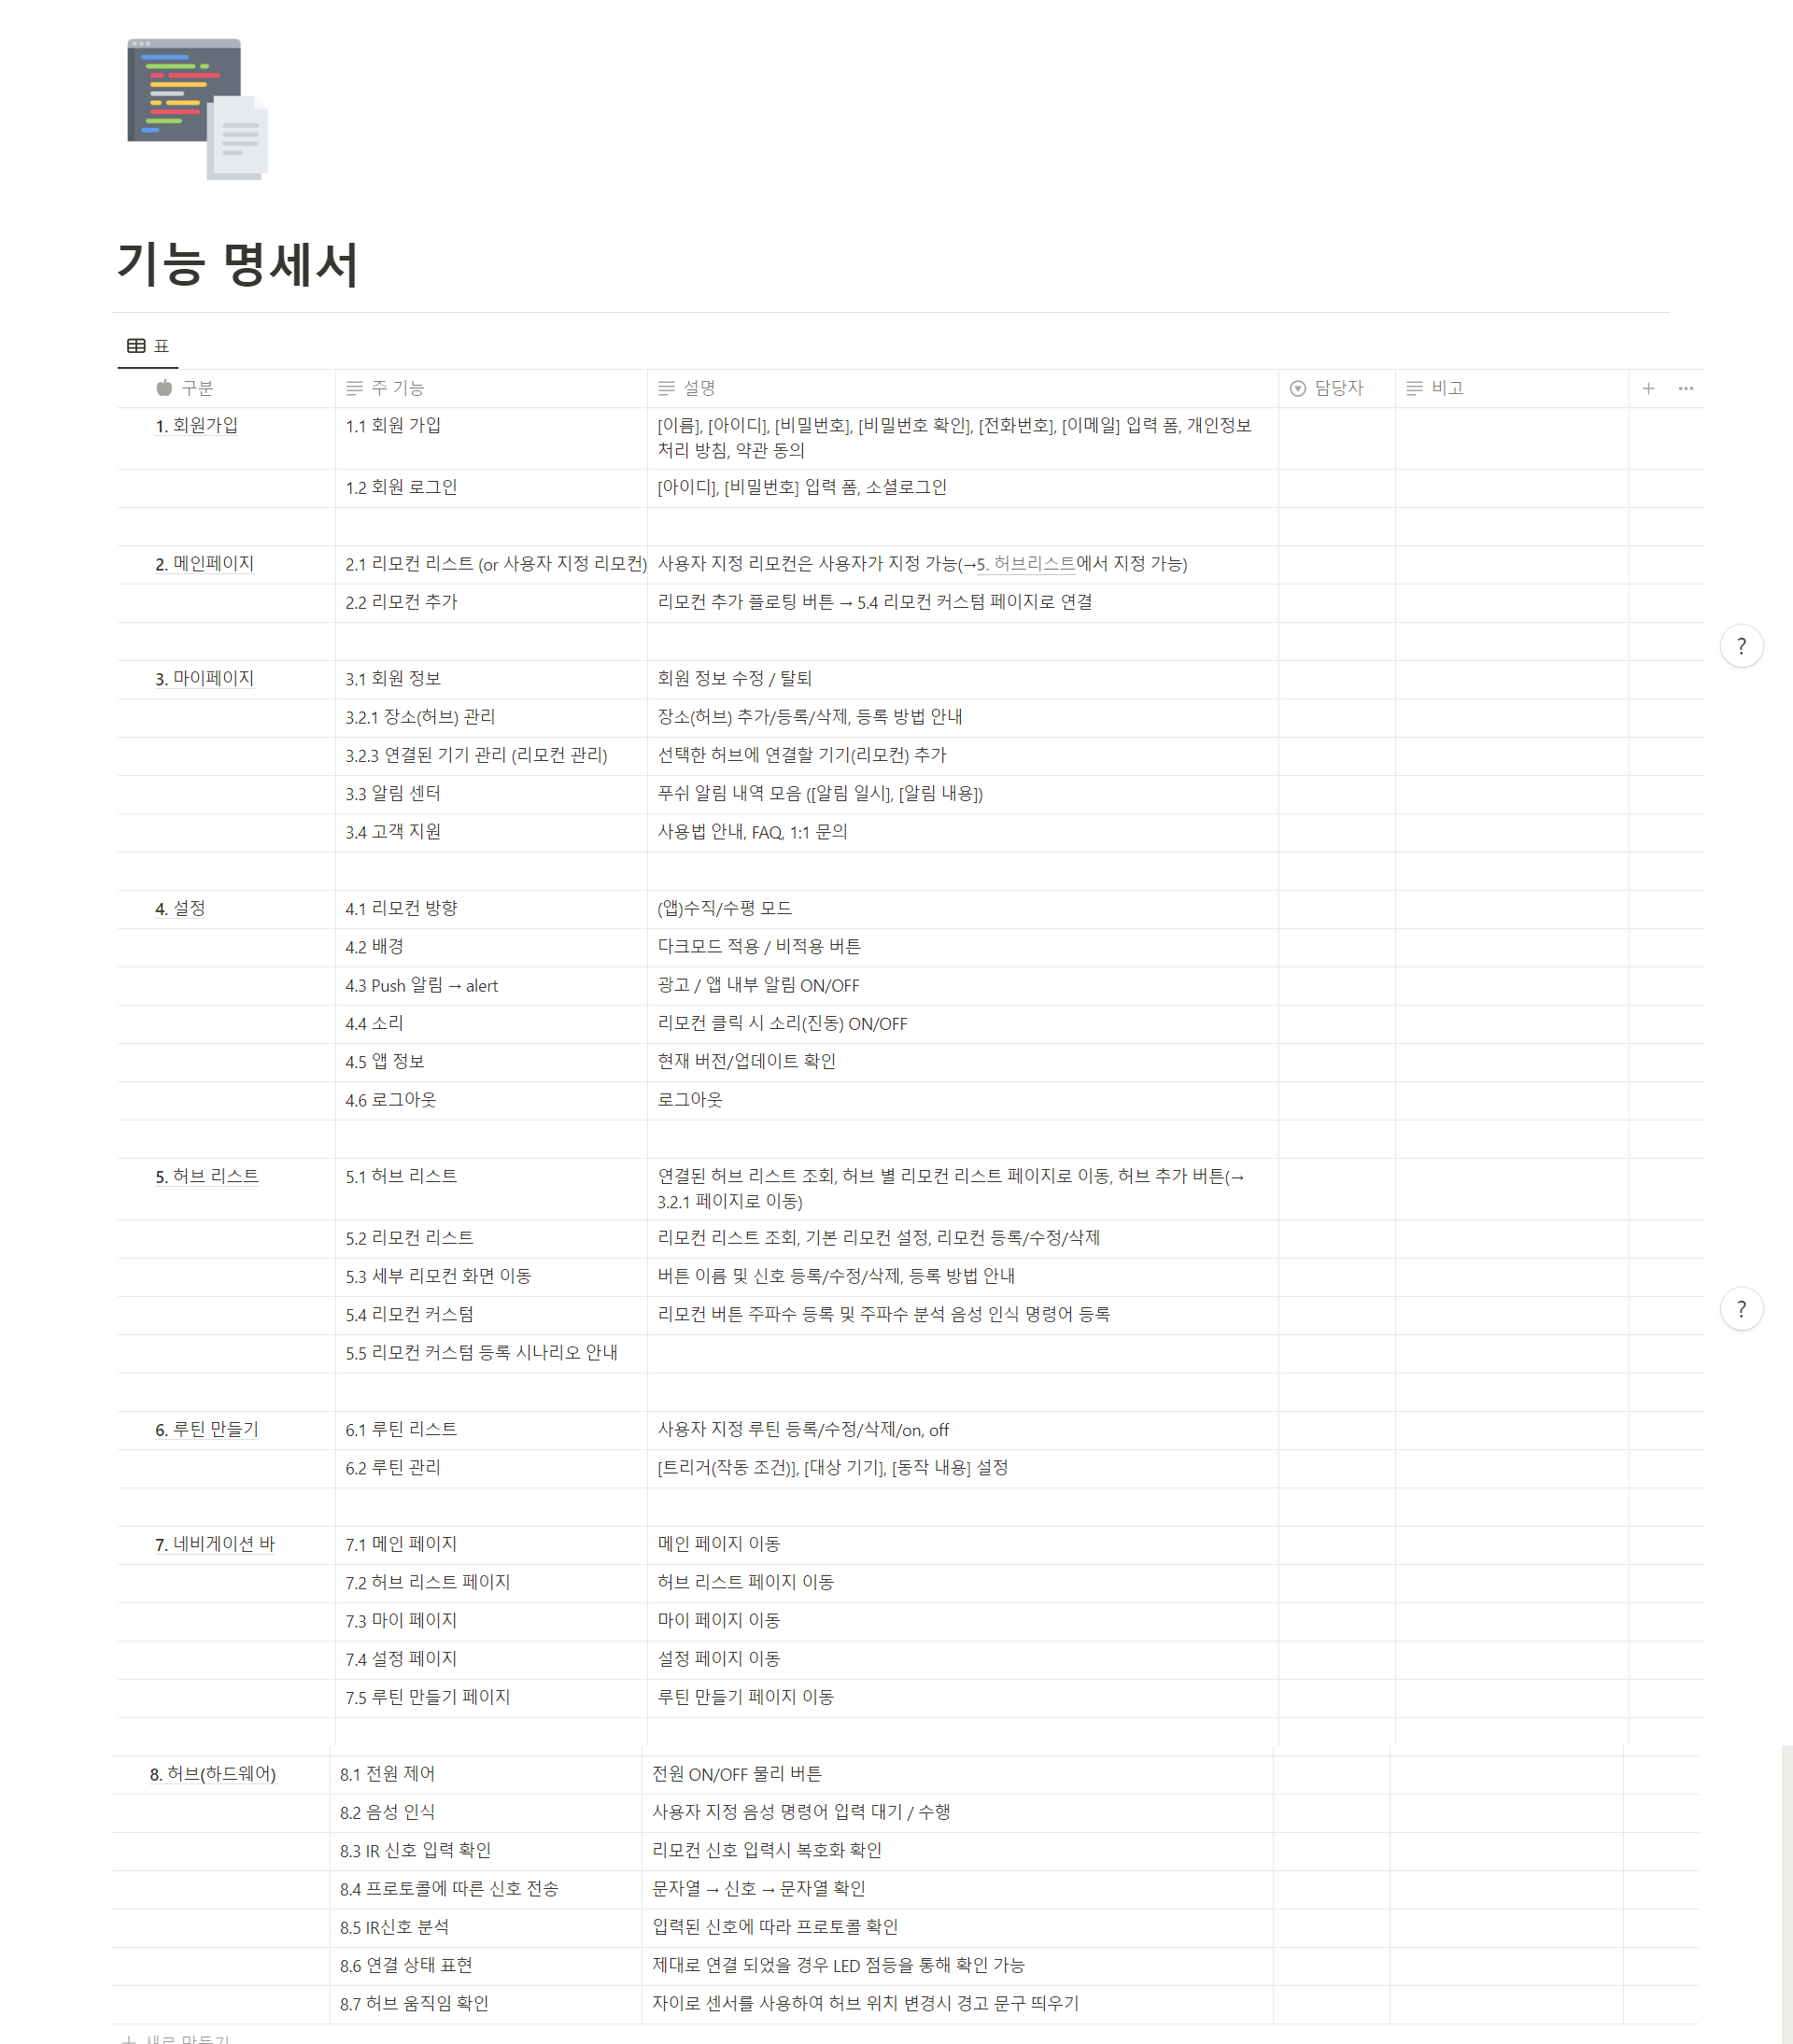 기능 명세서
표
구분 주 기능 설명 담당자 비고
1. 회원가입 1.1 회원 가입 [이름], [아이디], [비밀번호], [비밀번호 확인], [전화번호], [이메일] 입력 폼, 개인정보
처리 방침, 약관 동의
1.2 회원 로그인 [아이디], [비밀번호] 입력 폼, 소셜로그인
2. 메인페이지 2.1 리모컨 리스트 (or 사용자 지정 리모컨) 사용자 지정 리모컨은 사용자가 지정 가능(→5. 허브리스트에서 지정 가능)
2.2 리모컨 추가 리모컨 추가 플로팅 버튼 → 5.4 리모컨 커스텀 페이지로 연결
?
3. 마이페이지 3.1 회원 정보 회원 정보 수정 / 탈퇴
3.2.1 장소(허브) 관리 장소(허브) 추가/등록/삭제, 등록 방법 안내
3.2.3 연결된 기기 관리 (리모컨 관리) 선택한 허브에 연결할 기기(리모컨) 추가
3.3 알림 센터 푸쉬 알림 내역 모음 ([알림 일시], [알림 내용])
3.4 고객 지원 사용법 안내, FAQ, 1:1 문의
4. 설정 4.1 리모컨 방향 (앱)수직/수평 모드
4.2 배경 다크모드 적용 / 비적용 버튼
4.3 Push 알림 → alert 광고 / 앱 내부 알림 ON/OFF
4.4 소리 리모컨 클릭 시 소리(진동) ON/OFF
4.5 앱 정보 현재 버전/업데이트 확인
4.6 로그아웃 로그아웃
5. 허브 리스트 5.1 허브 리스트 연결된 허브 리스트 조회, 허브 별 리모컨 리스트 페이지로 이동, 허브 추가 버튼(→
3.2.1 페이지로 이동)
5.2 리모컨 리스트 리모컨 리스트 조회, 기본 리모컨 설정, 리모컨 등록/수정/삭제
5.3 세부 리모컨 화면 이동 버튼 이름 및 신호 등록/수정/삭제, 등록 방법 안내
5.4 리모컨 커스텀 리모컨 버튼 주파수 등록 및 주파수 분석 음성 인식 명령어 등록
?
5.5 리모컨 커스텀 등록 시나리오 안내
6. 루틴 만들기 6.1 루틴 리스트 사용자 지정 루틴 등록/수정/삭제/on, off
6.2 루틴 관리 [트리거(작동 조건)], [대상 기기], [동작 내용] 설정
7. 네비게이션 바 7.1 메인 페이지 메인 페이지 이동
7.2 허브 리스트 페이지 허브 리스트 페이지 이동
7.3 마이 페이지 마이 페이지 이동
7.4 설정 페이지 설정 페이지 이동
7.5 루틴 만들기 페이지 루틴 만들기 페이지 이동
8. 허브(하드웨어) 8.1 전원 제어 전원 ON/OFF 물리 버튼
8.2 음성 인식 사용자 지정 음성 명령어 입력 대기 / 수행
8.3 IR 신호 입력 확인 리모컨 신호 입력시 복호화 확인
8.4 프로토콜에 따른 신호 전송 문자열 → 신호 → 문자열 확인
8.5 IR신호 분석 입력된 신호에 따라 프로토콜 확인
8.6 연결 상태 표현 제대로 연결 되었을 경우 LED 점등을 통해 확인 가능
8.7 허브 움직임 확인 자이로 센서를 사용하여 허브 위치 변경시 경고 문구 띄우기
+ 새로 만들기